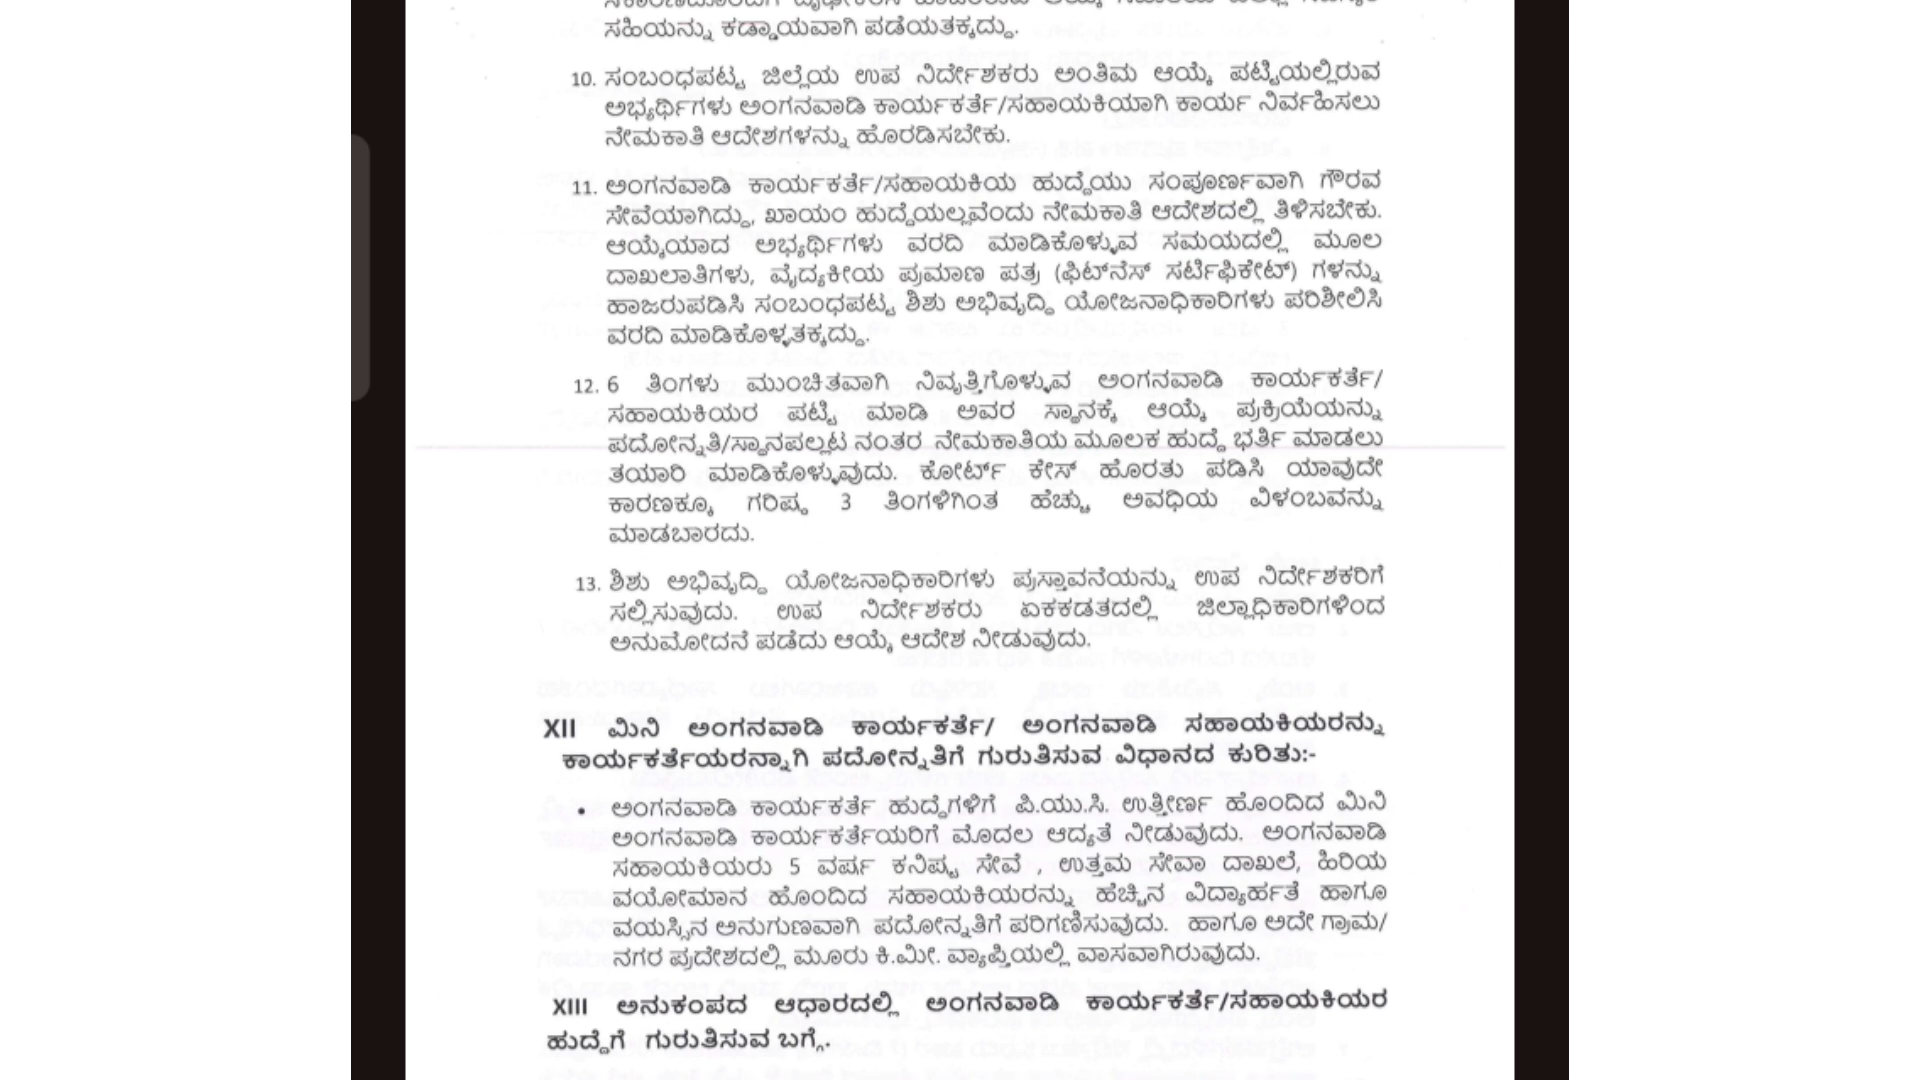 ಸಹಿಯನ್ನು ಕಡ್ಡಾಯವಾಗಿ ಪಡೆಯತಕ್ಕದ್ದು.
10. ಸಂಬಂಧಪಟ್ಟ ಜಿಲ್ಲೆಯ ಉಪ ನಿರ್ದೇಶಕರು ಅಂತಿಮ ಆಯ್ಕೆ ಪಟ್ಟಿಯಲ್ಲಿರುವ
ಅಭ್ಯರ್ಥಿಗಳು ಅಂಗನವಾಡಿ ಕಾರ್ಯಕರ್ತೆ/ಸಹಾಯಕಿಯಾಗಿ ಕಾರ್ಯ ನಿರ್ವಹಿಸಲು
ನೇಮಕಾತಿ ಆದೇಶಗಳನ್ನು ಹೊರಡಿಸಬೇಕು.
11. ಅಂಗನವಾಡಿ ಕಾರ್ಯಕರ್ತೆ/ಸಹಾಯಕಿಯ ಹುದ್ದೆಯು ಸಂಪೂರ್ಣವಾಗಿ ಗೌರವ
ಸೇವೆಯಾಗಿದ್ದು, ಖಾಯಂ ಹುದ್ದೆಯಲ್ಲವೆಂದು ನೇಮಕಾತಿ ಆದೇಶದಲ್ಲಿ ತಿಳಿಸಬೇಕು.
ಆಯ್ಕೆಯಾದ ಅಭ್ಯರ್ಥಿಗಳು ವರದಿ ಮಾಡಿಕೊಳ್ಳುವ ಸಮಯದಲ್ಲಿ ಮೂಲ
ದಾಖಲಾತಿಗಳು, ವೈದ್ಯಕೀಯ ಪ್ರಮಾಣ ಪತ್ರ (ಫಿಟ್‌ನೆಸ್ ಸರ್ಟಿಫಿಕೇಟ್) ಗಳನ್ನು
ಹಾಜರುಪಡಿಸಿ ಸಂಬಂಧಪಟ್ಟ ಶಿಶು ಅಭಿವೃದ್ಧಿ ಯೋಜನಾಧಿಕಾರಿಗಳು ಪರಿಶೀಲಿಸಿ
ವರದಿ ಮಾಡಿಕೊಳ್ಳತಕ್ಕದ್ದು.
12. 6 ತಿಂಗಳು ಮುಂಚಿತವಾಗಿ ನಿವೃತ್ತಿಗೊಳ್ಳುವ ಅಂಗನವಾಡಿ ಕಾರ್ಯಕರ್ತೆ/
ಸಹಾಯಕಿಯರ ಪಟ್ಟಿ ಮಾಡಿ ಅವರ ಸ್ಥಾನಕ್ಕೆ ಆಯ್ಕೆ ಪ್ರಕ್ರಿಯೆಯನ್ನು
ಪದೋನ್ನತಿ/ಸ್ಥಾನಪಲ್ಲಟ ನಂತರ ನೇಮಕಾತಿಯ ಮೂಲಕ ಹುದ್ದೆ ಭರ್ತಿ ಮಾಡಲು
ತಯಾರಿ ಮಾಡಿಕೊಳ್ಳುವುದು. ಕೋರ್ಟ್ ಕೇಸ್ ಹೊರತು ಪಡಿಸಿ ಯಾವುದೇ
ಕಾರಣಕ್ಕೂ ಗರಿಷ್ಠ 3 ತಿಂಗಳಿಗಿಂತ ಹೆಚ್ಚು ಅವಧಿಯ ವಿಳಂಬವನ್ನು
ಮಾಡಬಾರದು.
13. ಶಿಶು ಅಭಿವೃದ್ಧಿ ಯೋಜನಾಧಿಕಾರಿಗಳು ಪ್ರಸ್ತಾವನೆಯನ್ನು ಉಪ ನಿರ್ದೇಶಕರಿಗೆ
ಸಲ್ಲಿಸುವುದು. ಉಪ ನಿರ್ದೇಶಕರು ಏಕಕಡತದಲ್ಲಿ ಜಿಲ್ಲಾಧಿಕಾರಿಗಳಿಂದ
ಅನುಮೋದನೆ ಪಡೆದು ಆಯ್ಕೆ ಆದೇಶ ನೀಡುವುದು.
XII ಮಿನಿ ಅಂಗನವಾಡಿ ಕಾರ್ಯಕರ್ತೆ/ ಅಂಗನವಾಡಿ ಸಹಾಯಕಿಯರನ್ನು
ಕಾರ್ಯಕರ್ತೆಯರನ್ನಾಗಿ ಪದೋನ್ನತಿಗೆ ಗುರುತಿಸುವ ವಿಧಾನದ ಕುರಿತು:-
• ಅಂಗನವಾಡಿ ಕಾರ್ಯಕರ್ತೆ ಹುದ್ದೆಗಳಿಗೆ ಪಿ.ಯು.ಸಿ. ಉತ್ತೀರ್ಣ ಹೊಂದಿದ ಮಿನಿ
ಅಂಗನವಾಡಿ ಕಾರ್ಯಕರ್ತೆಯರಿಗೆ ಮೊದಲ ಆದ್ಯತೆ ನೀಡುವುದು. ಅಂಗನವಾಡಿ
ಸಹಾಯಕಿಯರು 5 ವರ್ಷ ಕನಿಷ್ಟ ಸೇವೆ , ಉತ್ತಮ ಸೇವಾ ದಾಖಲೆ, ಹಿರಿಯ
ವಯೋಮಾನ ಹೊಂದಿದ ಸಹಾಯಕಿಯರನ್ನು ಹೆಚ್ಚಿನ ವಿದ್ಯಾರ್ಹತೆ ಹಾಗೂ
ವಯಸ್ಸಿನ ಅನುಗುಣವಾಗಿ ಪದೋನ್ನತಿಗೆ ಪರಿಗಣಿಸುವುದು. ಹಾಗೂ ಅದೇ ಗ್ರಾಮ/
ನಗರ ಪ್ರದೇಶದಲ್ಲಿ ಮೂರು ಕಿ.ಮೀ. ವ್ಯಾಪ್ತಿಯಲ್ಲಿ ವಾಸವಾಗಿರುವುದು.
XIII ಅನುಕಂಪದ ಆಧಾರದಲ್ಲಿ ಅಂಗನವಾಡಿ ಕಾರ್ಯಕರ್ತೆ/ಸಹಾಯಕಿಯರ
ಹುದ್ದೆಗೆ ಗುರುತಿಸುವ ಬಗ್ಗೆ.-